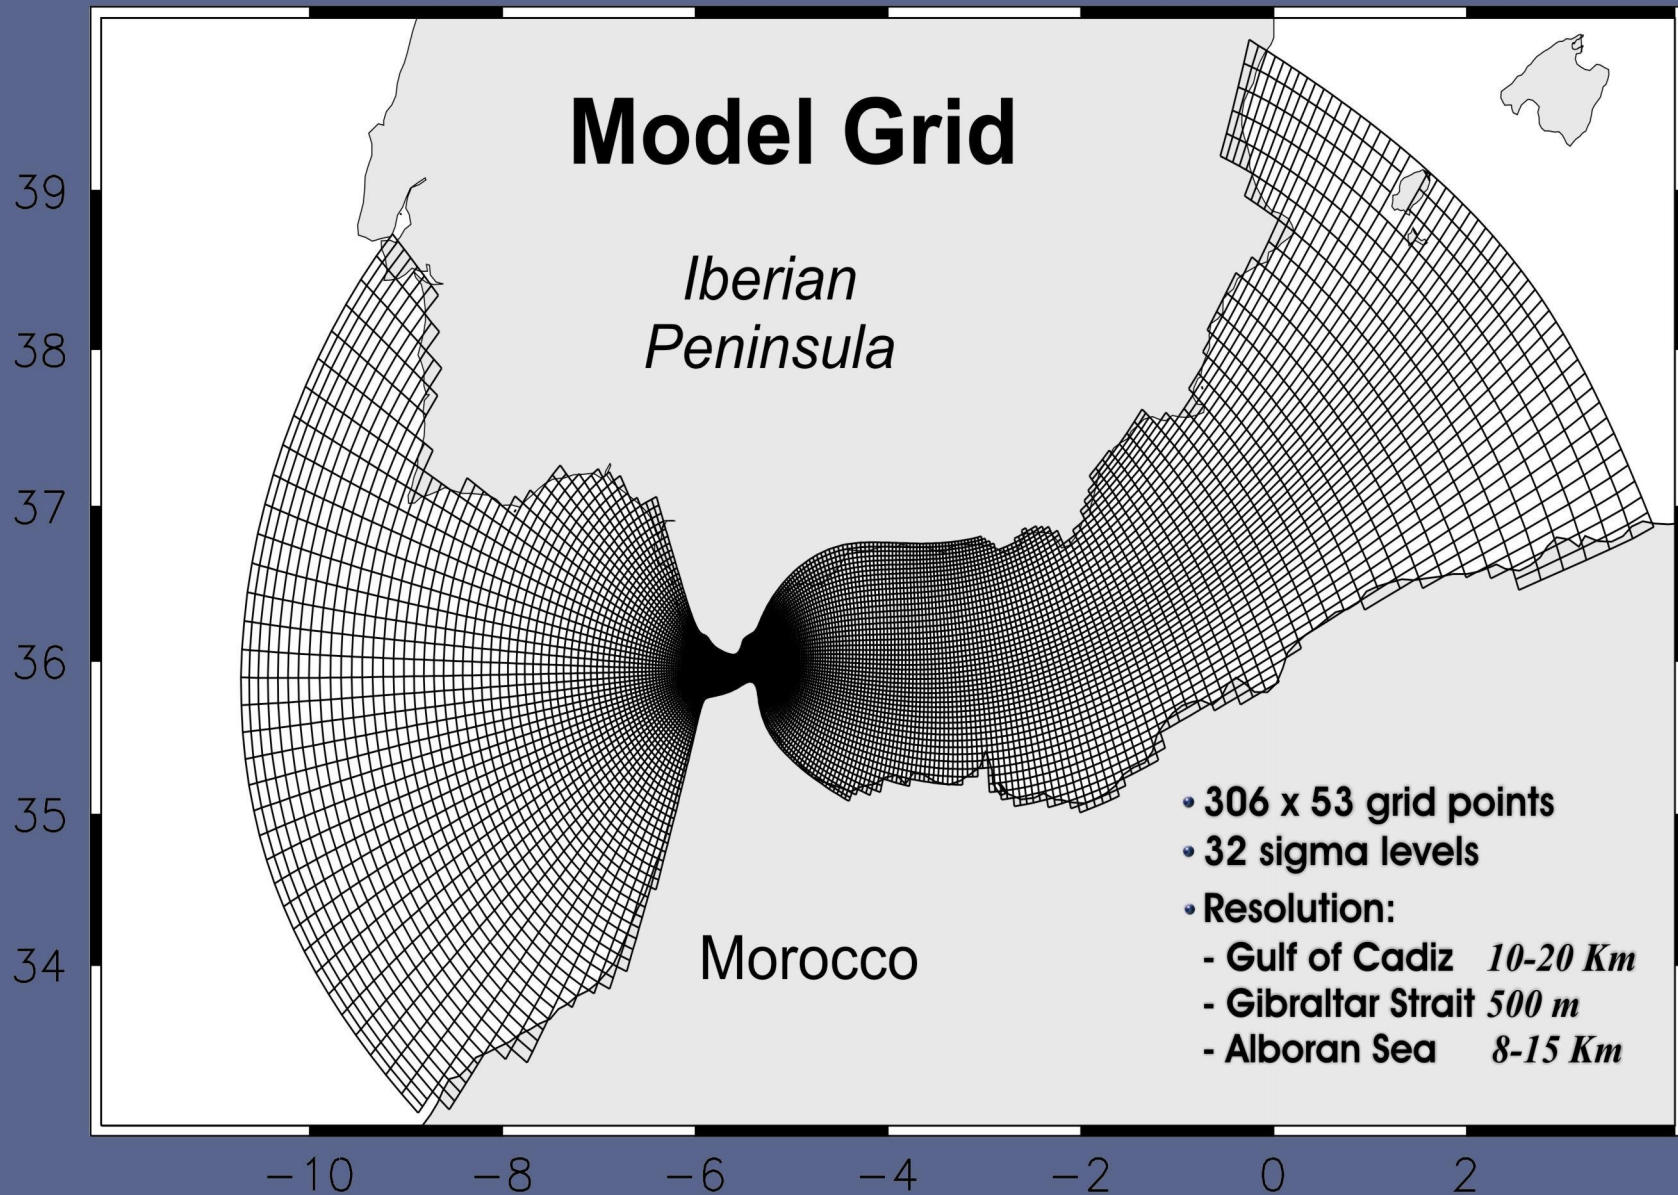 Model Grid
Iberian
Peninsula
39
38
37
36
35
34
Morocco
• 306 x 53 grid points
• 32 sigma levels
• Resolution:
- Gulf of Cadiz 10-20 Km
- Gibraltar Strait 500 m
- Alboran Sea 8-15 Km
−10 −8 −6 −4 −2 0 2